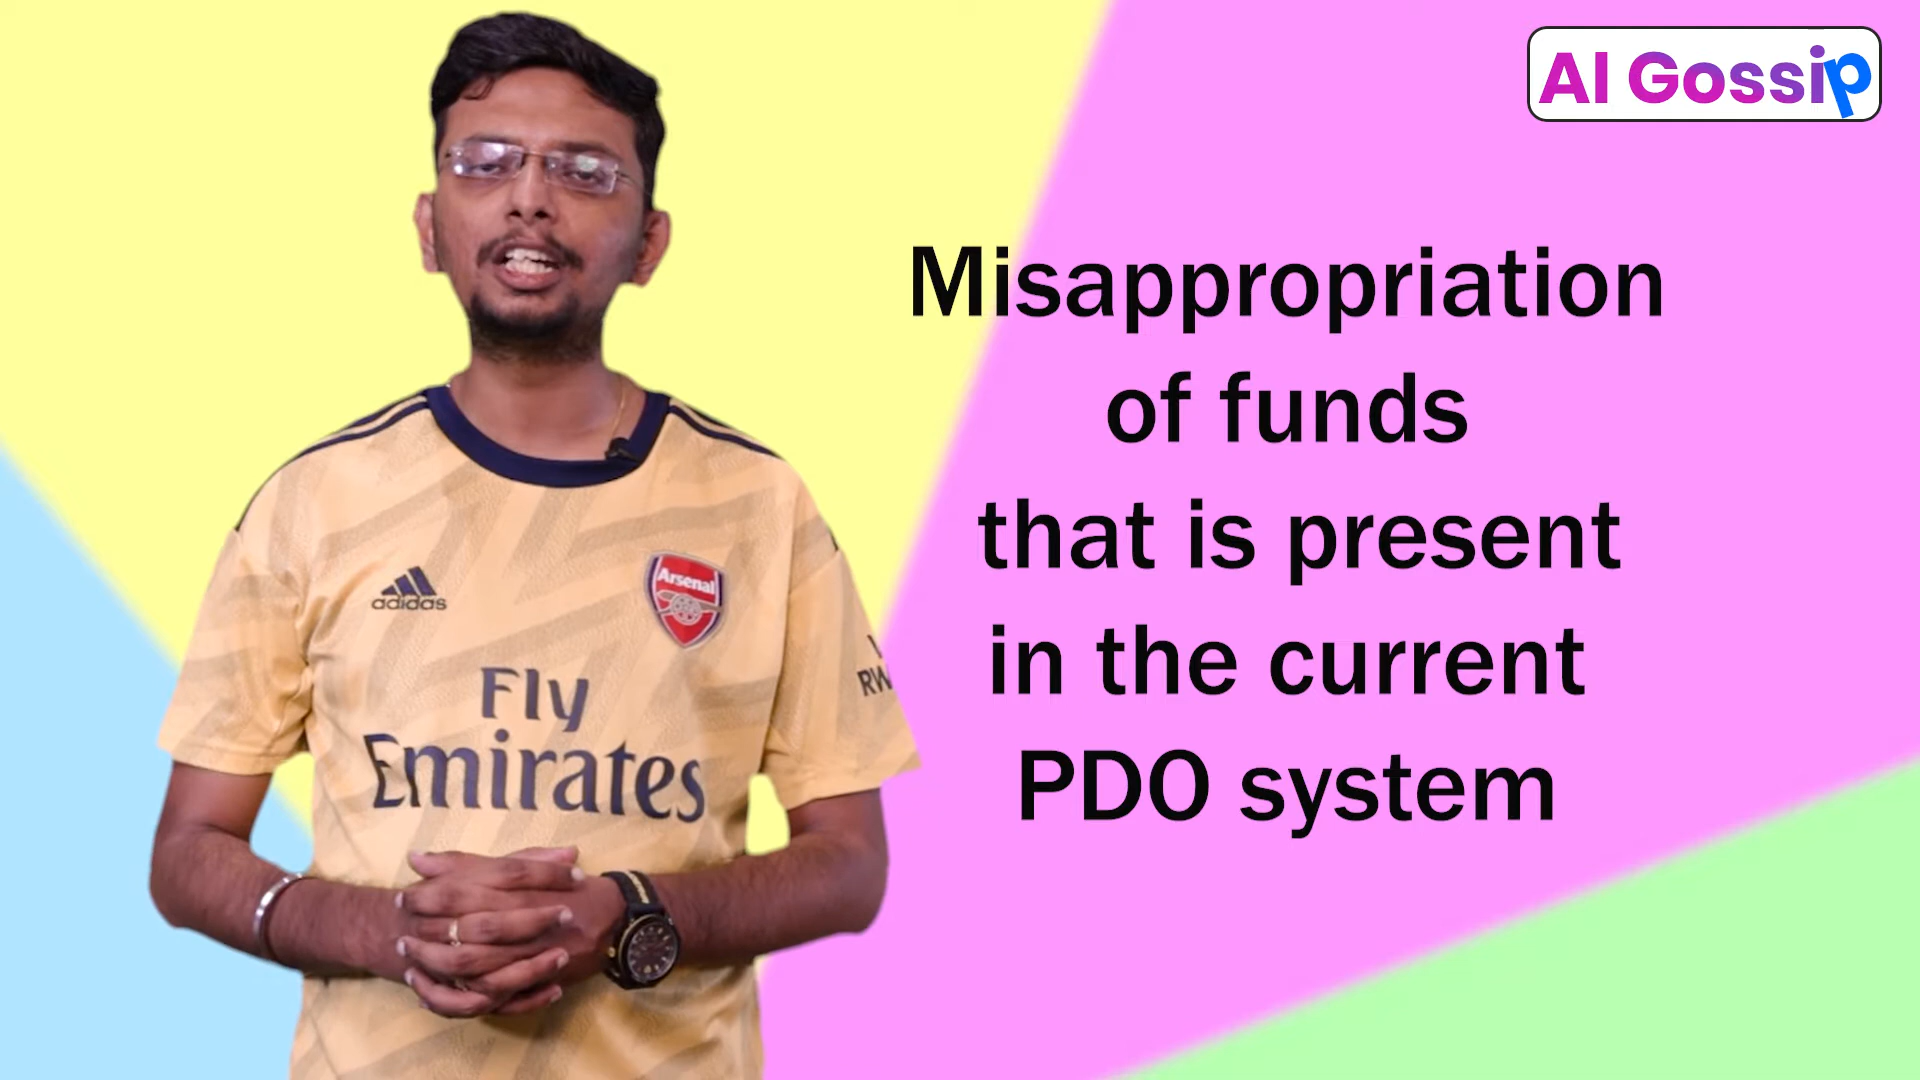 AI Gossip
Misappropriation
of funds
that is present
in the current
PDO system
adidas
Arsenal
Fly
Emirates